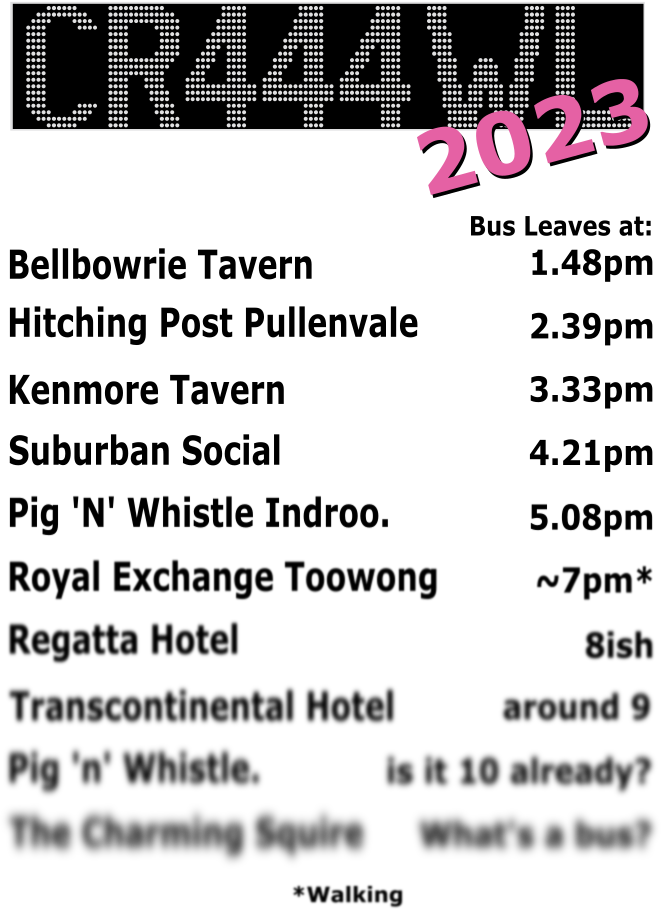 CR444WL
2023
Bus Leaves at:
Bellbowrie Tavern 1.48pm
Hitching Post Pullenvale 2.39pm
Kenmore Tavern 3.33pm
Suburban Social 4.21pm
Pig 'N' Whistle Indroo. 5.08pm
Royal Exchange Toowong ~7pm*
Regatta Hotel 8ish
Transcontinental Hotel around 9
Pig 'n' Whistle. is it 10 already?
The Charming Squire What's a bus?
*Walking